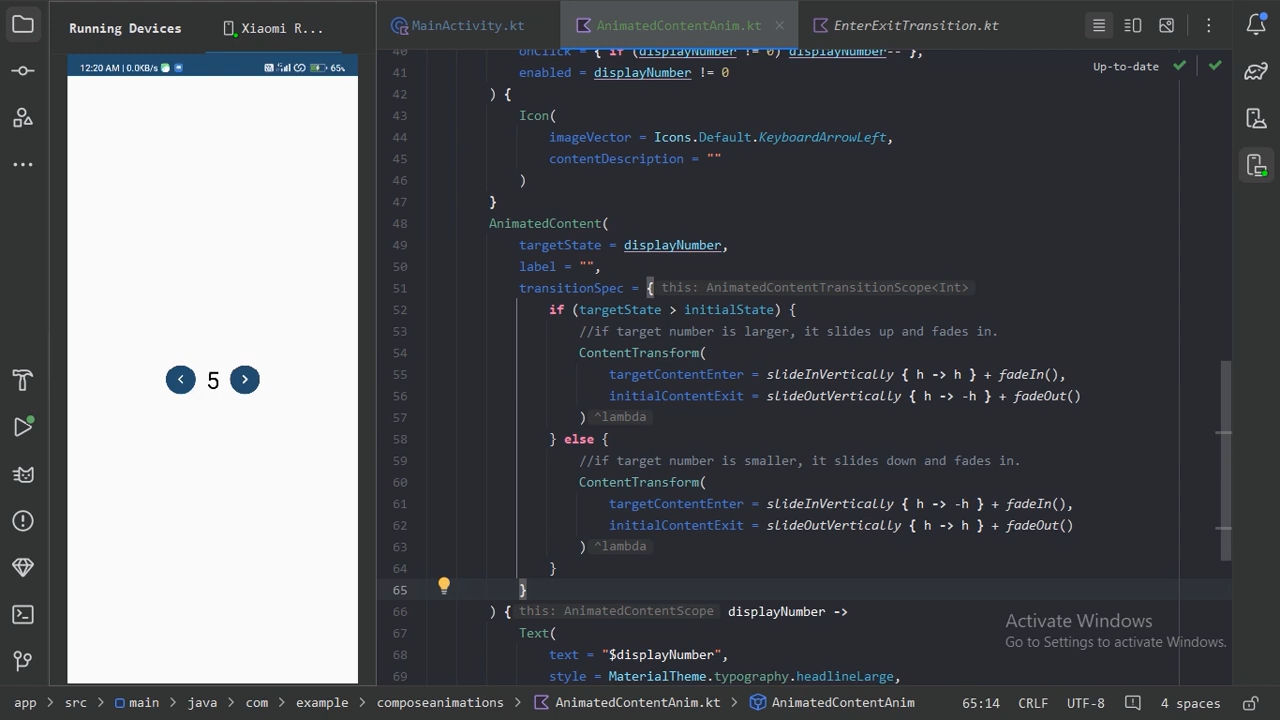 Running Devices
Xiaomi R...
MainActivity.kt
AnimatedContentAnim.kt
EnterExitTransition.kt
12:20 AM | 0.0KB/s
65%
Up-to-date
40 onClick = { if (displayNumber != 0) displayNumber-- },
41 enabled = displayNumber != 0
42 ) {
43 Icon(
44 imageVector = Icons.Default.KeyboardArrowLeft,
45 contentDescription = ""
46 )
47 }
48 AnimatedContent(
49 targetState = displayNumber,
50 label = "",
51 transitionSpec = { this: AnimatedContentTransitionScope<Int>
52 if (targetState > initialState) {
53 //if target number is larger, it slides up and fades in.
54 ContentTransform(
55 targetContentEnter = slideInVertically { h -> h } + fadeIn(),
56 initialContentExit = slideOutVertically { h -> -h } + fadeOut()
57 ) ^lambda
58 } else {
59 //if target number is smaller, it slides down and fades in.
60 ContentTransform(
61 targetContentEnter = slideInVertically { h -> -h } + fadeIn(),
62 initialContentExit = slideOutVertically { h -> h } + fadeOut()
63 ) ^lambda
64 }
65 }
66 ) { this: AnimatedContentScope displayNumber ->
67 Text(
68 text = "$displayNumber",
69 style = MaterialTheme.typography.headlineLarge,
< 5 >
Activate Windows
Go to Settings to activate Windows.
app > src > main > java > com > example > composeanimations > AnimatedContentAnim.kt > AnimatedContentAnim
65:14 CRLF UTF-8 4 spaces